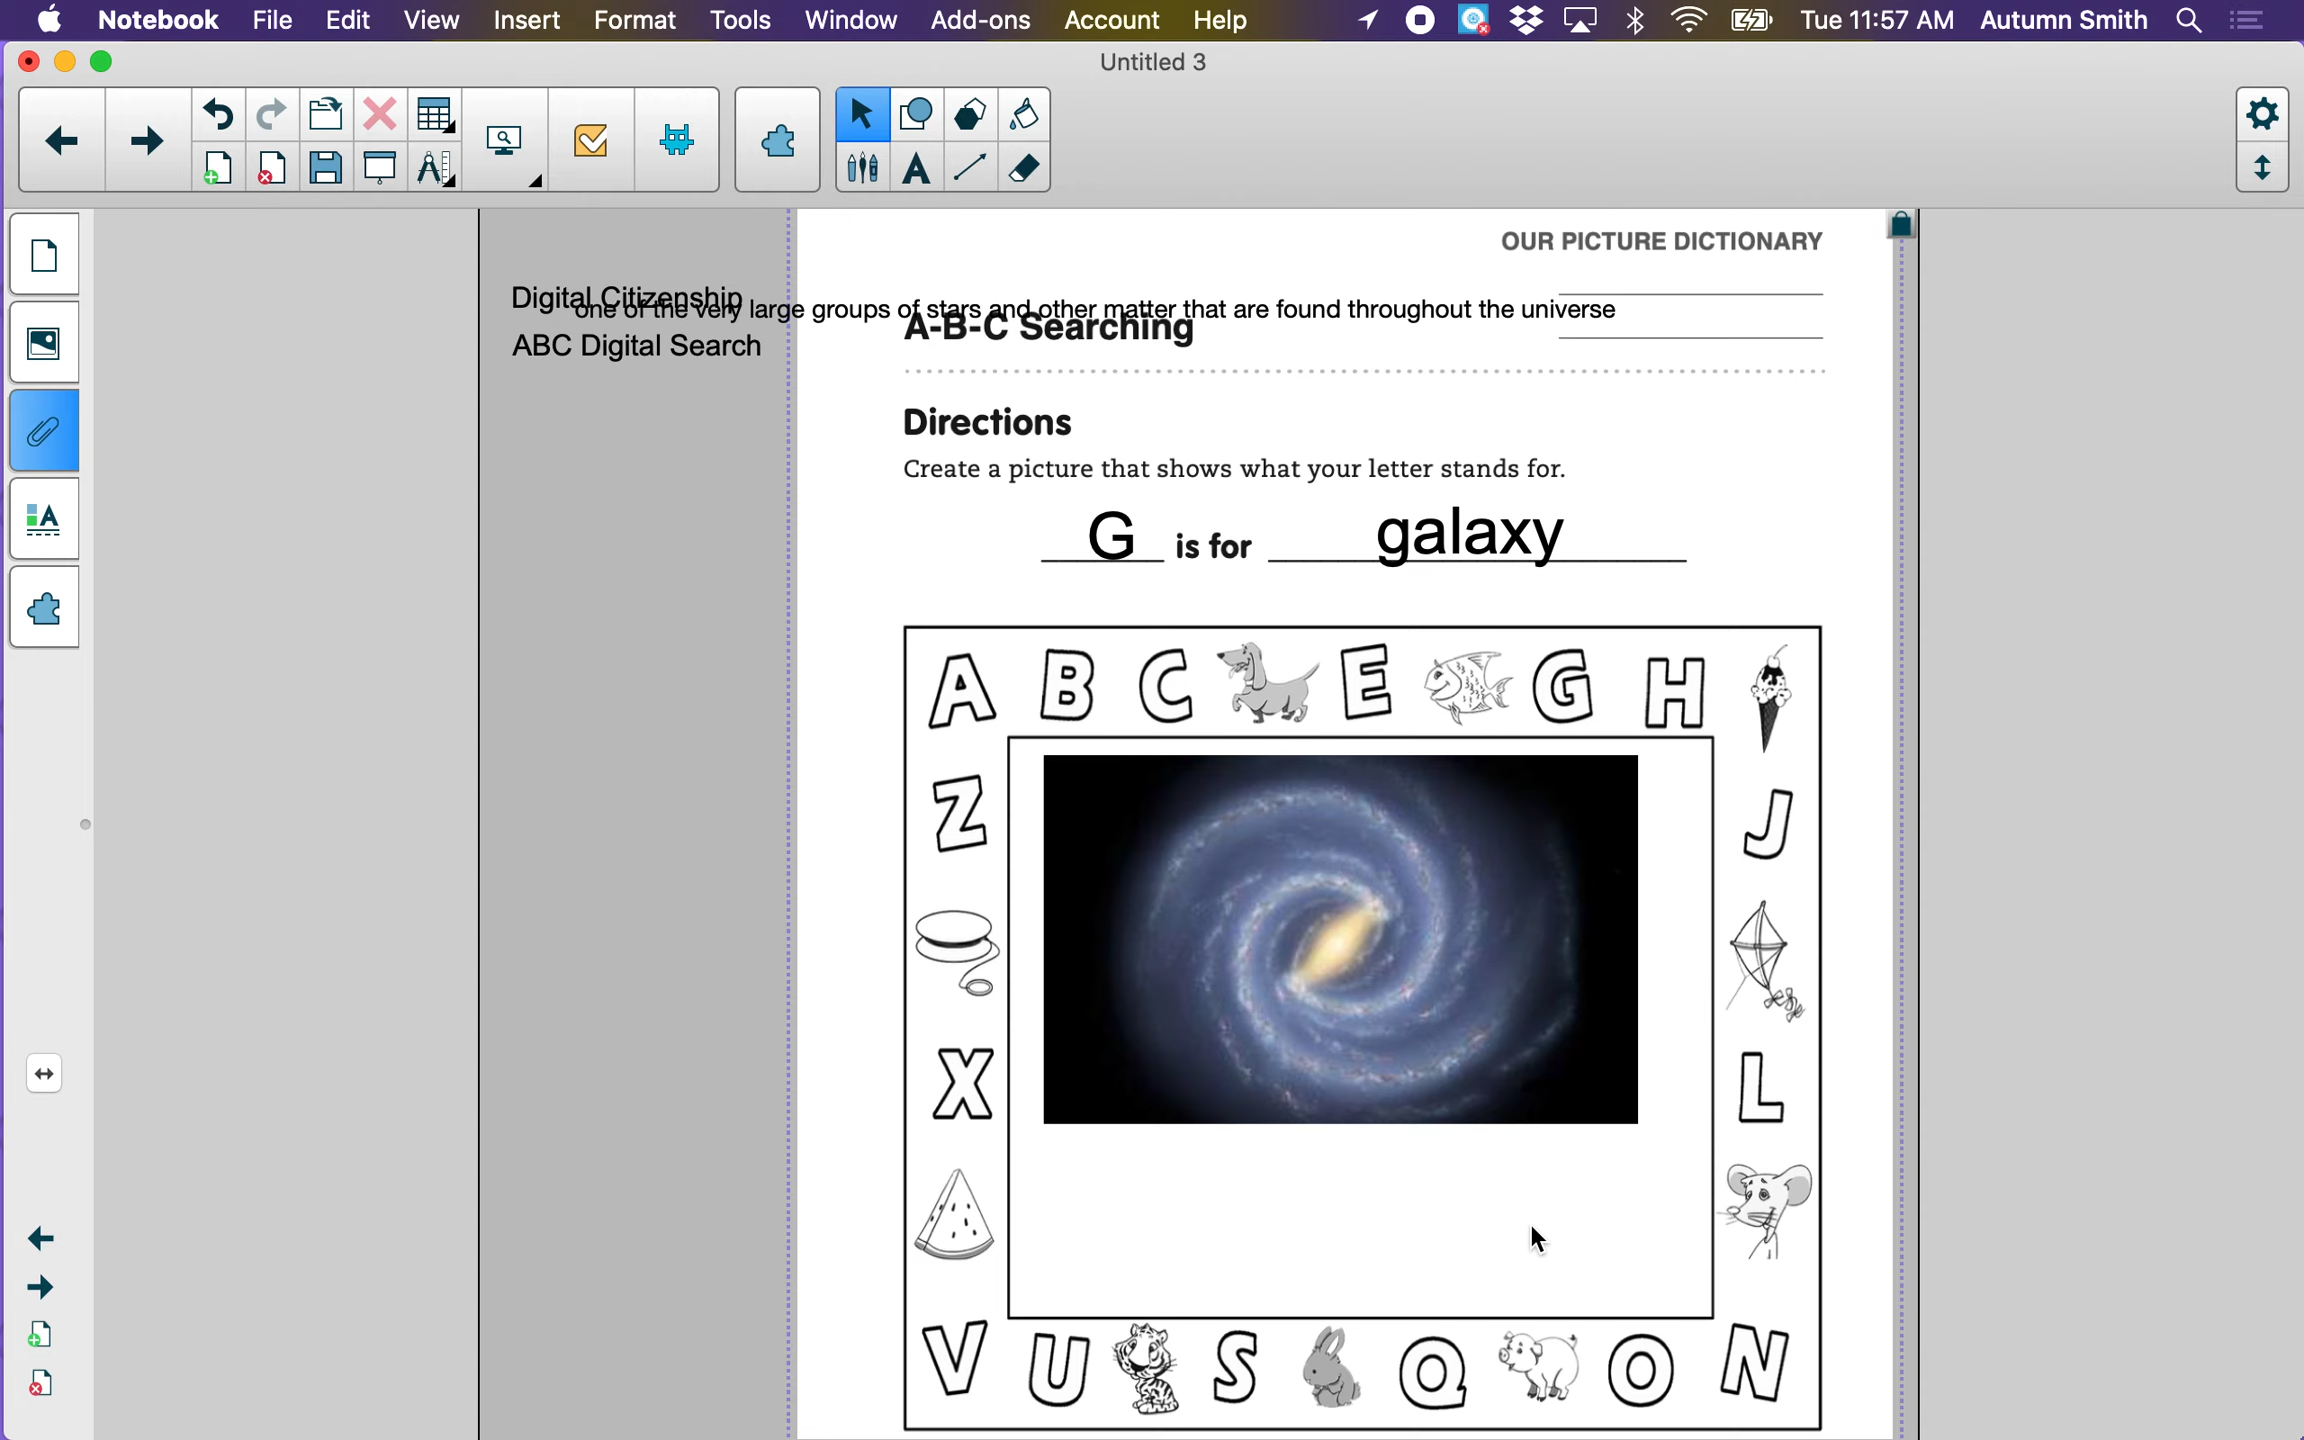 Notebook File Edit View Insert Format Tools Window Add-ons Account Help Tue 11:57 AM Autumn Smith
Untitled 3
OUR PICTURE DICTIONARY
Digital Citizenship
one of the very large groups of stars and other matter that are found throughout the universe
A-B-C Searching
ABC Digital Search
Directions
Create a picture that shows what your letter stands for.
G is for galaxy
A B C E G H
Z J
X L
V U S Q O N